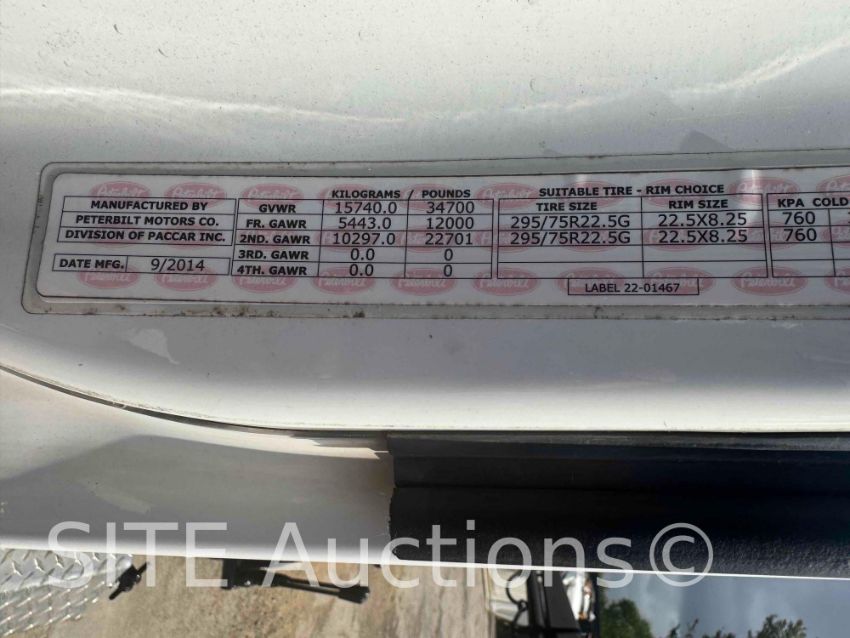 KILOGRAMS / POUNDS SUITABLE TIRE - RIM CHOICE
MANUFACTURED BY GVWR 15740.0 34700 TIRE SIZE RIM SIZE KPA COLD
PETERBILT MOTORS CO. FR. GAWR 5443.0 12000 295/75R22.5G 22.5X8.25 760
DIVISION OF PACCAR INC. 2ND. GAWR 10297.0 22701 295/75R22.5G 22.5X8.25 760
3RD. GAWR 0.0 0
DATE MFG. 9/2014 4TH. GAWR 0.0 0
LABEL 22-01467
SITE Auctions©